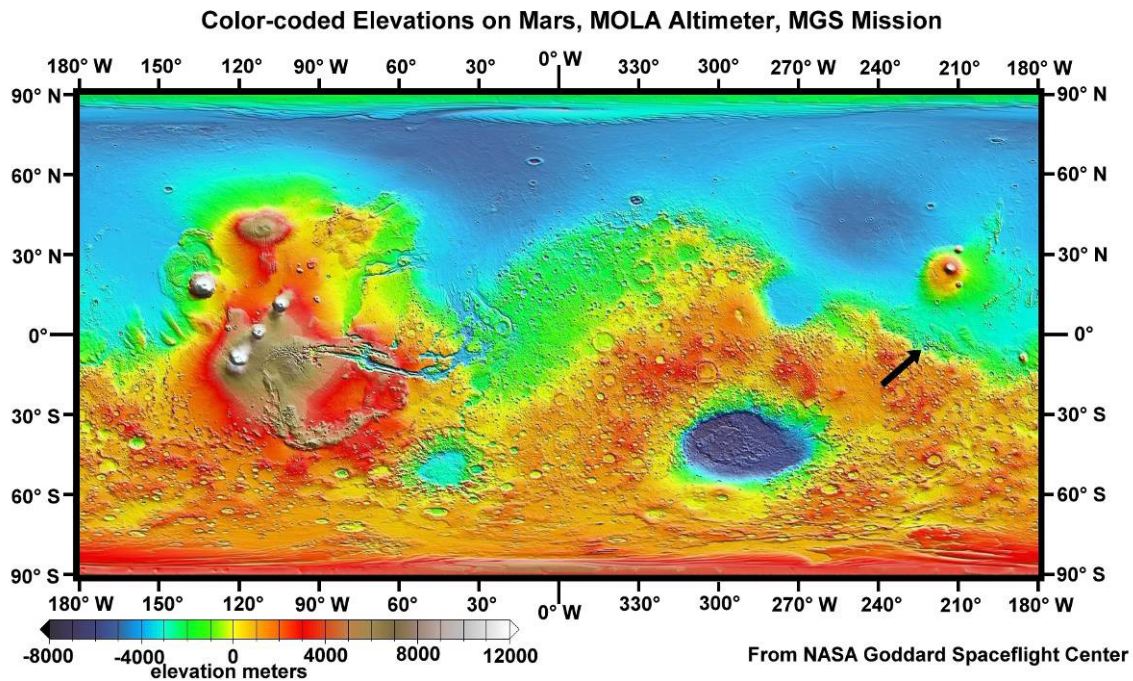 Color-coded Elevations on Mars, MOLA Altimeter, MGS Mission
180° W 150° 120° 90° W 60° 30° 0° W 330° 300° W 270° 240° 210° 180° W
90° N 90° N
60° N 60° N
30° N 30° N
0° 0°
30° S 30° S
60° S 60° S
90° S 90° S
180° W 150° 120° 90° W 60° 30° 0° W 330° 300° W 270° 240° 210° 180° W
-8000 -4000 0 4000 8000 12000
elevation meters
From NASA Goddard Spaceflight Center